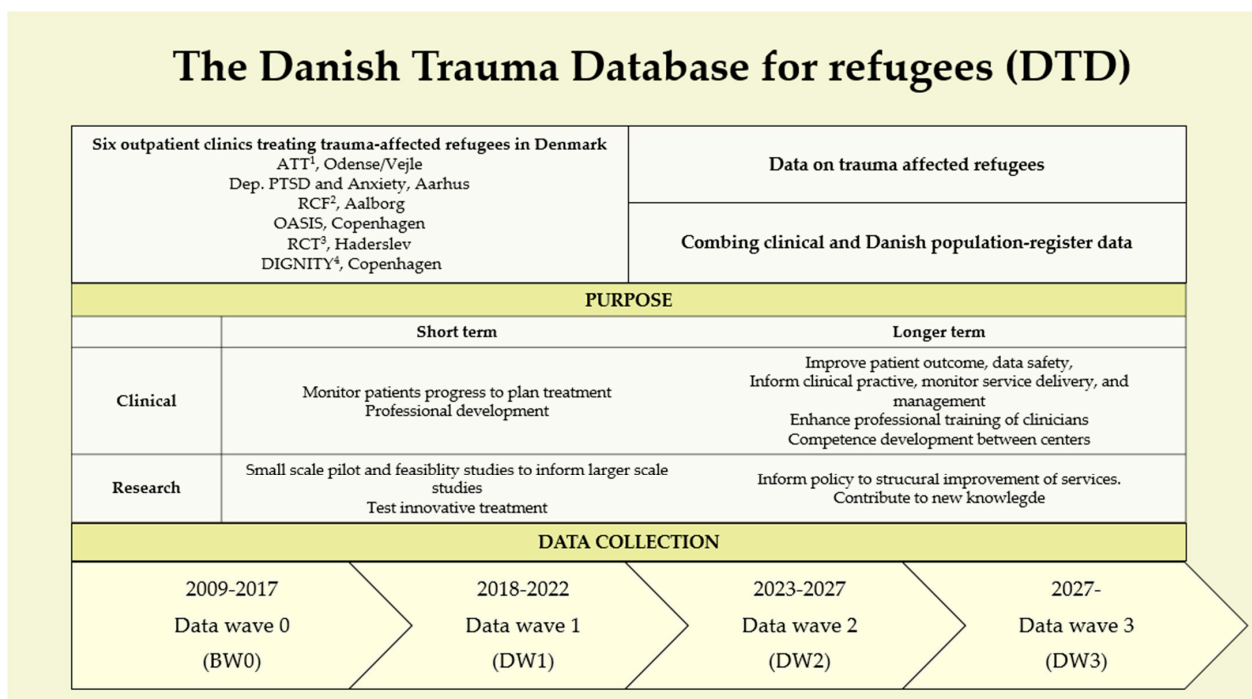 The Danish Trauma Database for refugees (DTD)
Six outpatient clinics treating trauma-affected refugees in Denmark
ATT¹, Odense/Vejle
Dep. PTSD and Anxiety, Aarhus
RCF², Aalborg
OASIS, Copenhagen
RCT³, Haderslev
DIGNITY⁴, Copenhagen
Data on trauma affected refugees
Combing clinical and Danish population-register data
PURPOSE
Short term
Longer term
Clinical
Monitor patients progress to plan treatment
Professional development
Improve patient outcome, data safety,
Inform clinical practive, monitor service delivery, and
management
Enhance professional training of clinicians
Competence development between centers
Research
Small scale pilot and feasiblity studies to inform larger scale
studies
Test innovative treatment
Inform policy to strucural improvement of services.
Contribute to new knowlegde
DATA COLLECTION
2009-2017
Data wave 0
(BW0)
2018-2022
Data wave 1
(DW1)
2023-2027
Data wave 2
(DW2)
2027-
Data wave 3
(DW3)